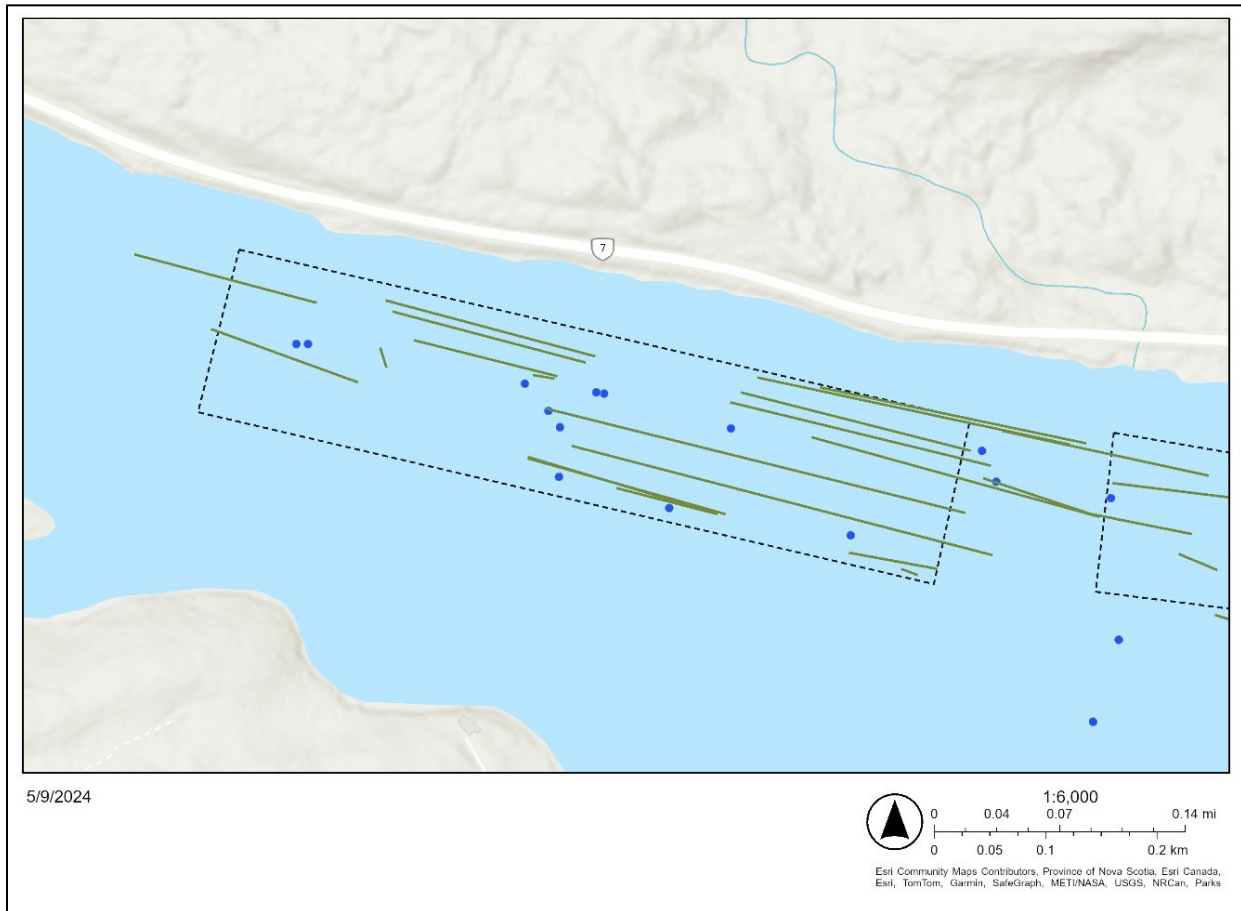 7
5/9/2024
1:6,000
0 0.04 0.07 0.14 mi
0 0.05 0.1 0.2 km
Esri Community Maps Contributors, Province of Nova Scotia, Esri Canada,
Esri, TomTom, Garmin, SafeGraph, METI/NASA, USGS, NRCan, Parks